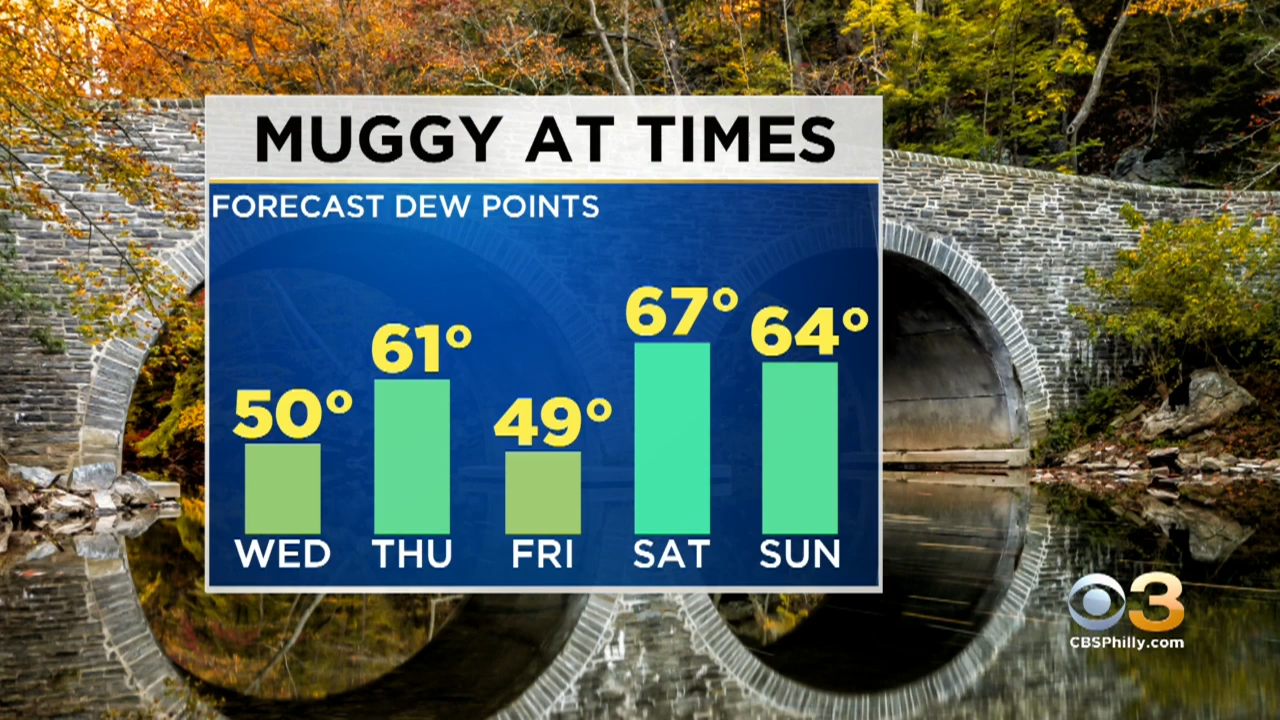 MUGGY AT TIMES
FORECAST DEW POINTS
50° 61° 49° 67° 64°
WED THU FRI SAT SUN
3
CBSPhilly.com